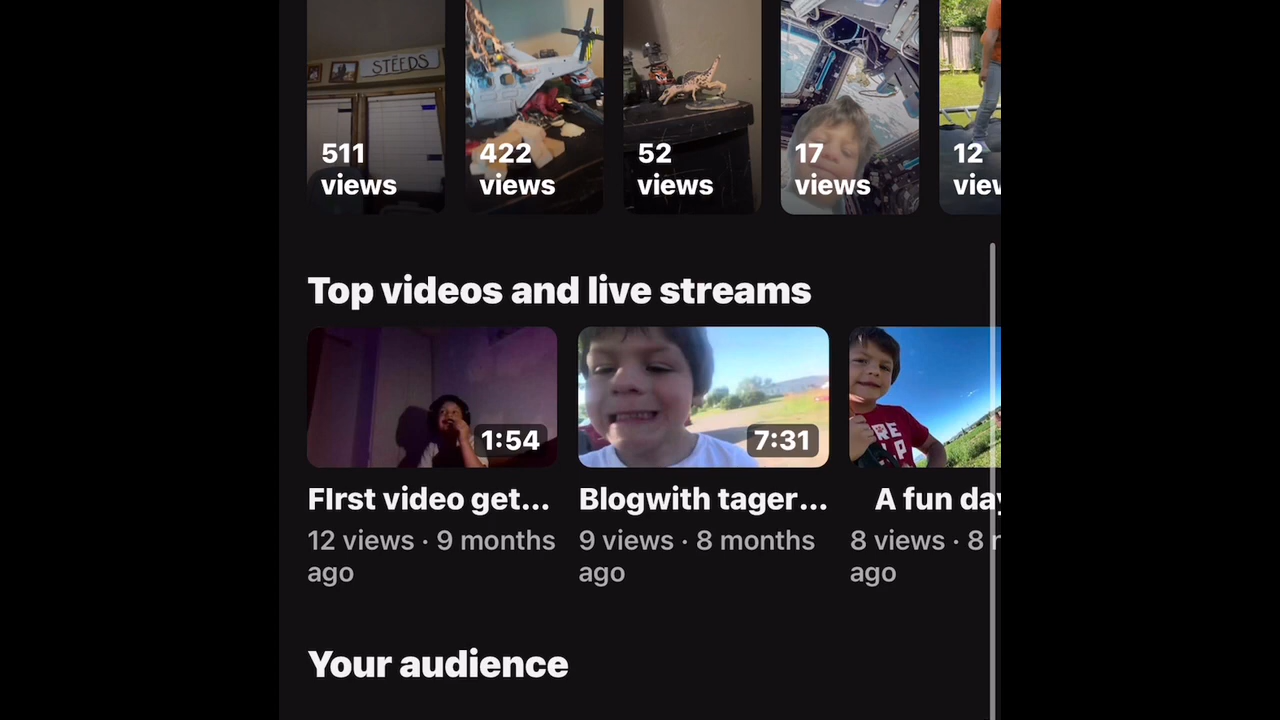 STEEDS
511 views
422 views
52 views
17 views
12
Top videos and live streams
1:54
7:31
FIrst video get...
Blogwith tager...
A fun day
12 views · 9 months ago
9 views · 8 months ago
8 views · 8
ago
Your audience